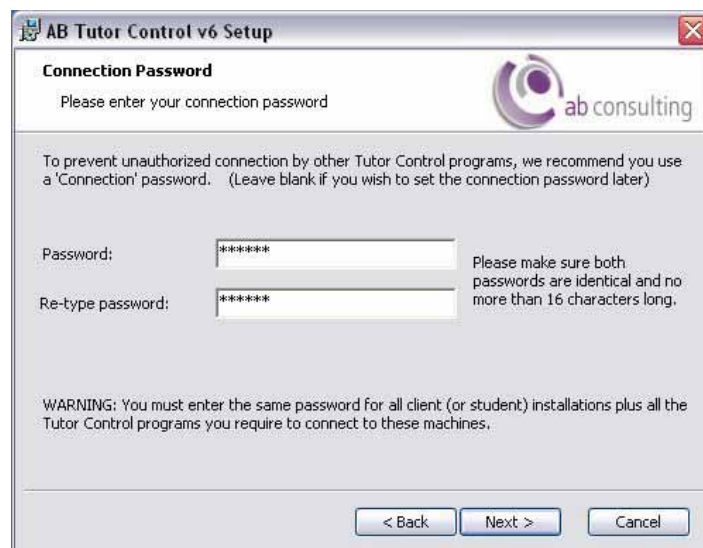 AB Tutor Control v6 Setup
Connection Password
Please enter your connection password
ab consulting
To prevent unauthorized connection by other Tutor Control programs, we recommend you use
a 'Connection' password. (Leave blank if you wish to set the connection password later)
Password:
******
Please make sure both
passwords are identical and no
more than 16 characters long.
Re-type password:
******
WARNING: You must enter the same password for all client (or student) installations plus all the
Tutor Control programs you require to connect to these machines.
< Back
Next >
Cancel